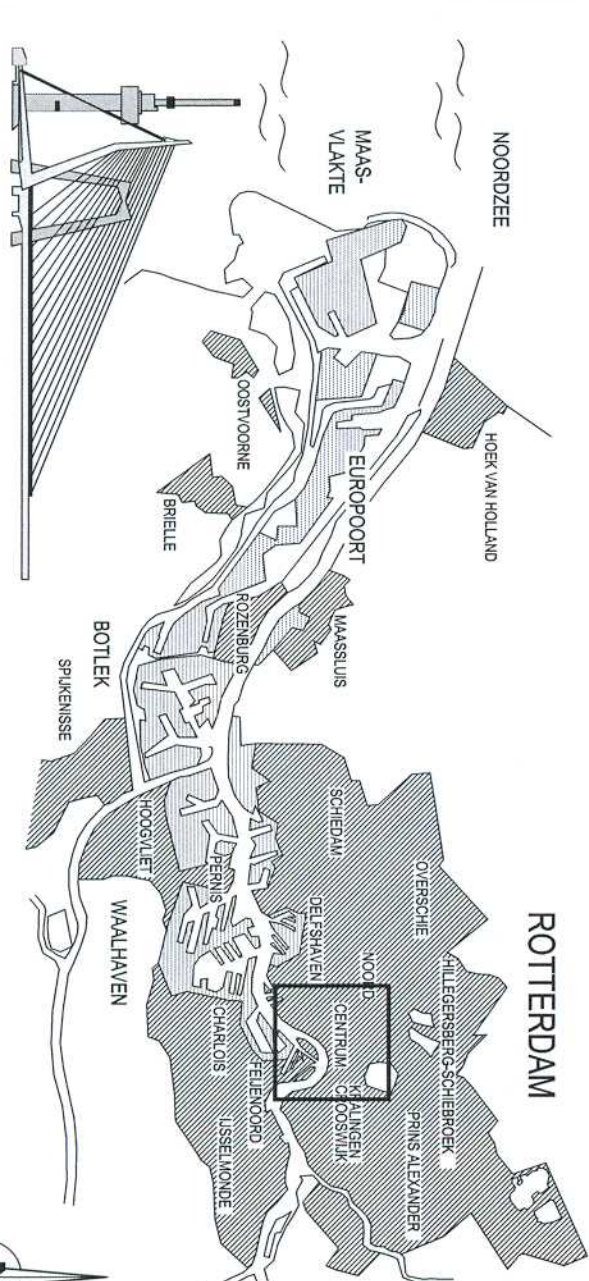 ROTTERDAM
NOORDZEE
MAAS-
VLAKTE
HOEK VAN HOLLAND
EUROPOORT
OOSTVOORNE
BRIELLE
MAASSLUIS
ROZENBURG
BOTLEK
SPIJKENISSE
HOOGVLIET
PERNIS
SCHIEDAM
OVERSCHIE
HILLEGERSBERG-SCHIEBROEK
NOORD
DELFSHAVEN
CENTRUM
KRALINGEN
CROOSWIJK
PRINS ALEXANDER
WAALHAVEN
CHARLOIS
FEIJENOORD
IJSSELMONDE